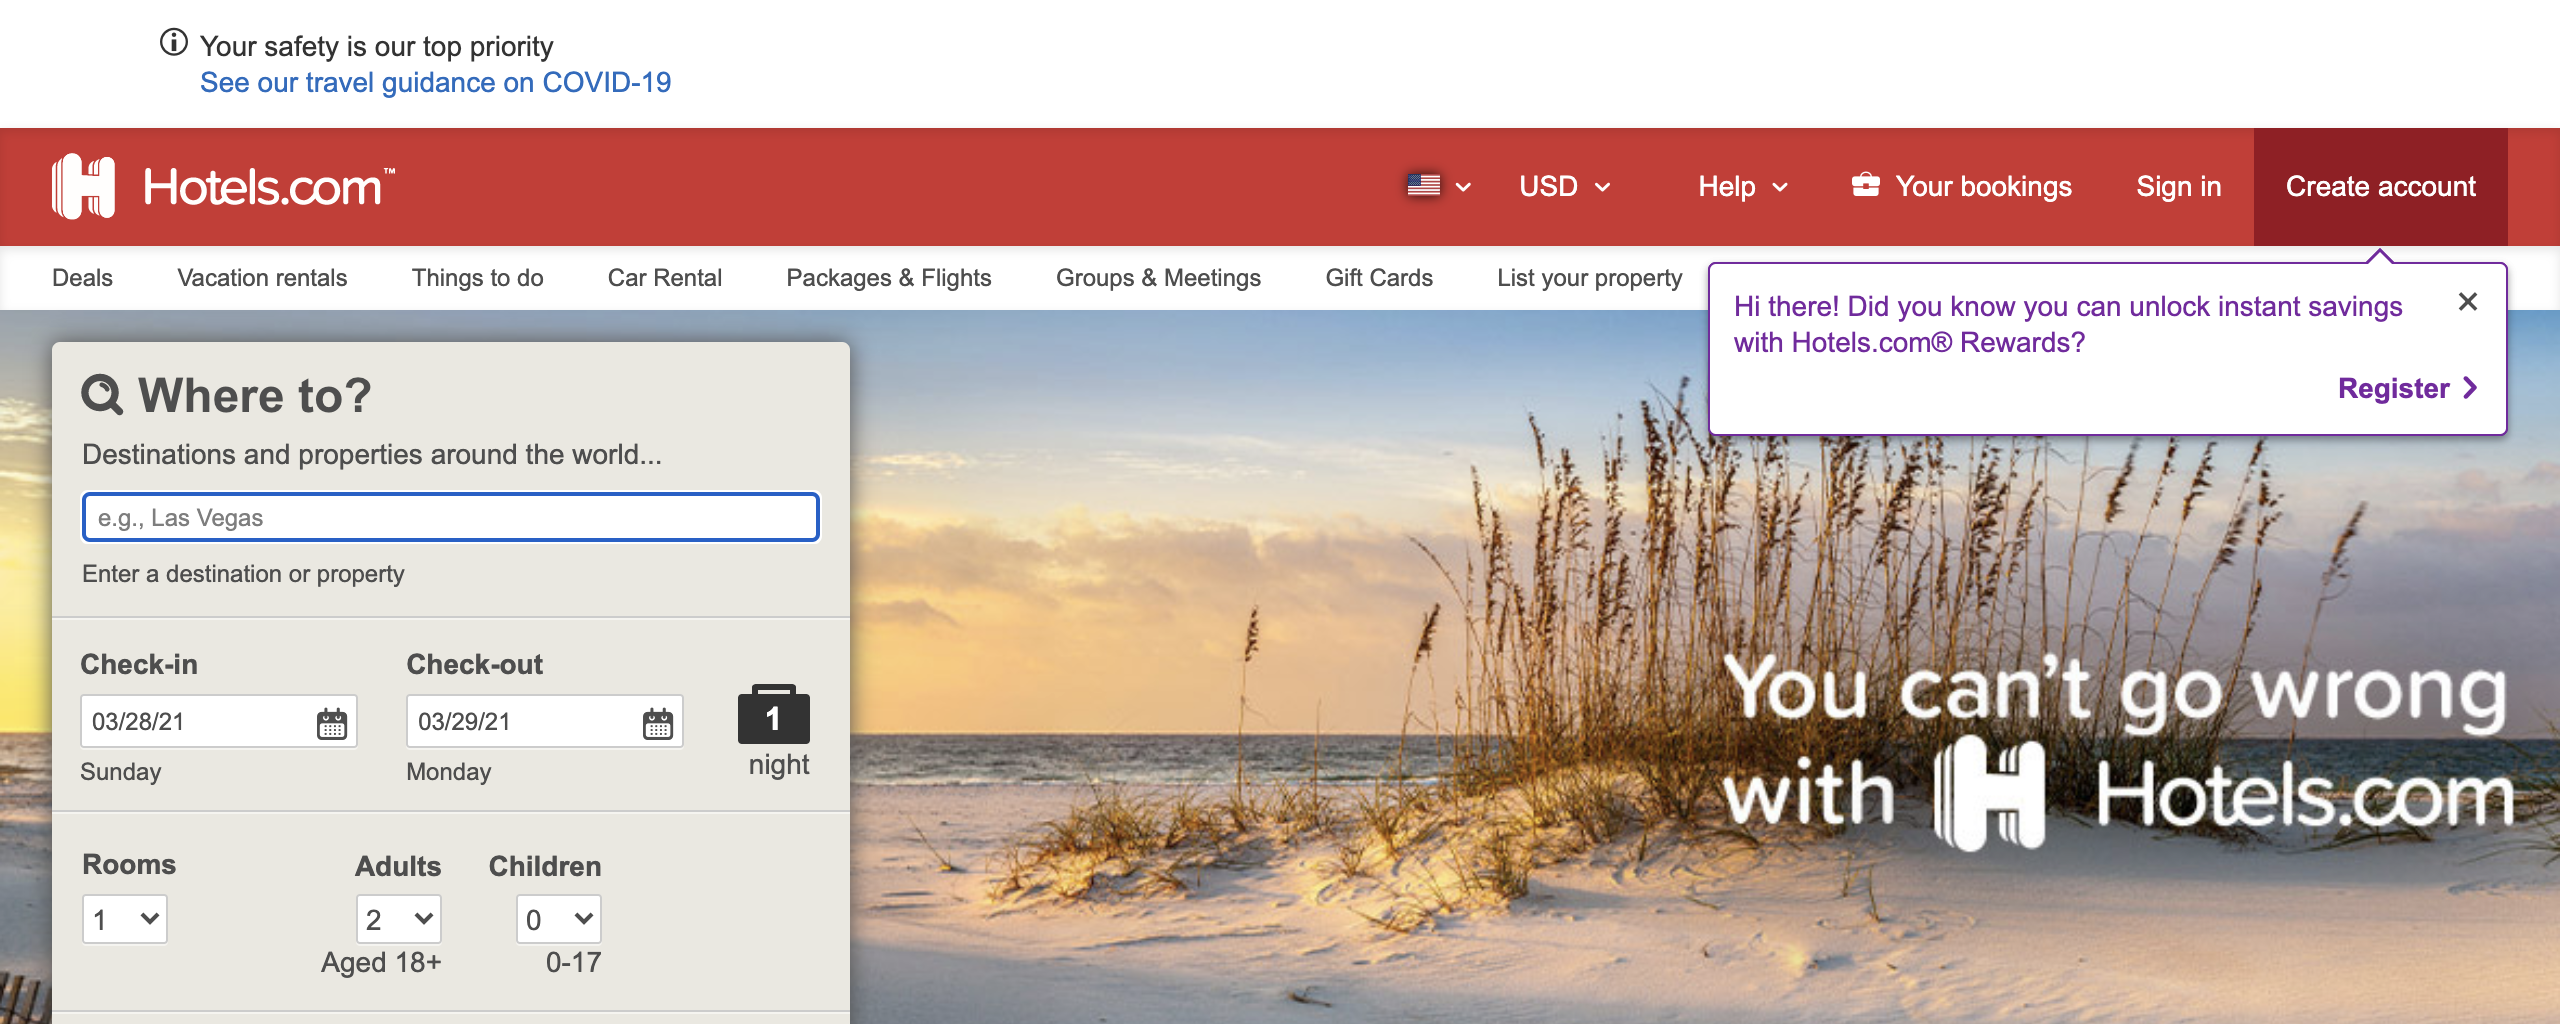 Your safety is our top priority
See our travel guidance on COVID-19
Hotels.com™
USD
Help
Your bookings
Sign in
Create account
Deals
Vacation rentals
Things to do
Car Rental
Packages & Flights
Groups & Meetings
Gift Cards
List your property
Hi there! Did you know you can unlock instant savings
with Hotels.com® Rewards?
Register
Where to?
Destinations and properties around the world...
e.g., Las Vegas
Enter a destination or property
Check-in
Check-out
03/28/21
03/29/21
1
night
Sunday
Monday
Rooms
Adults
Children
1
2
0
Aged 18+
0-17
You can't go wrong
with H Hotels.com